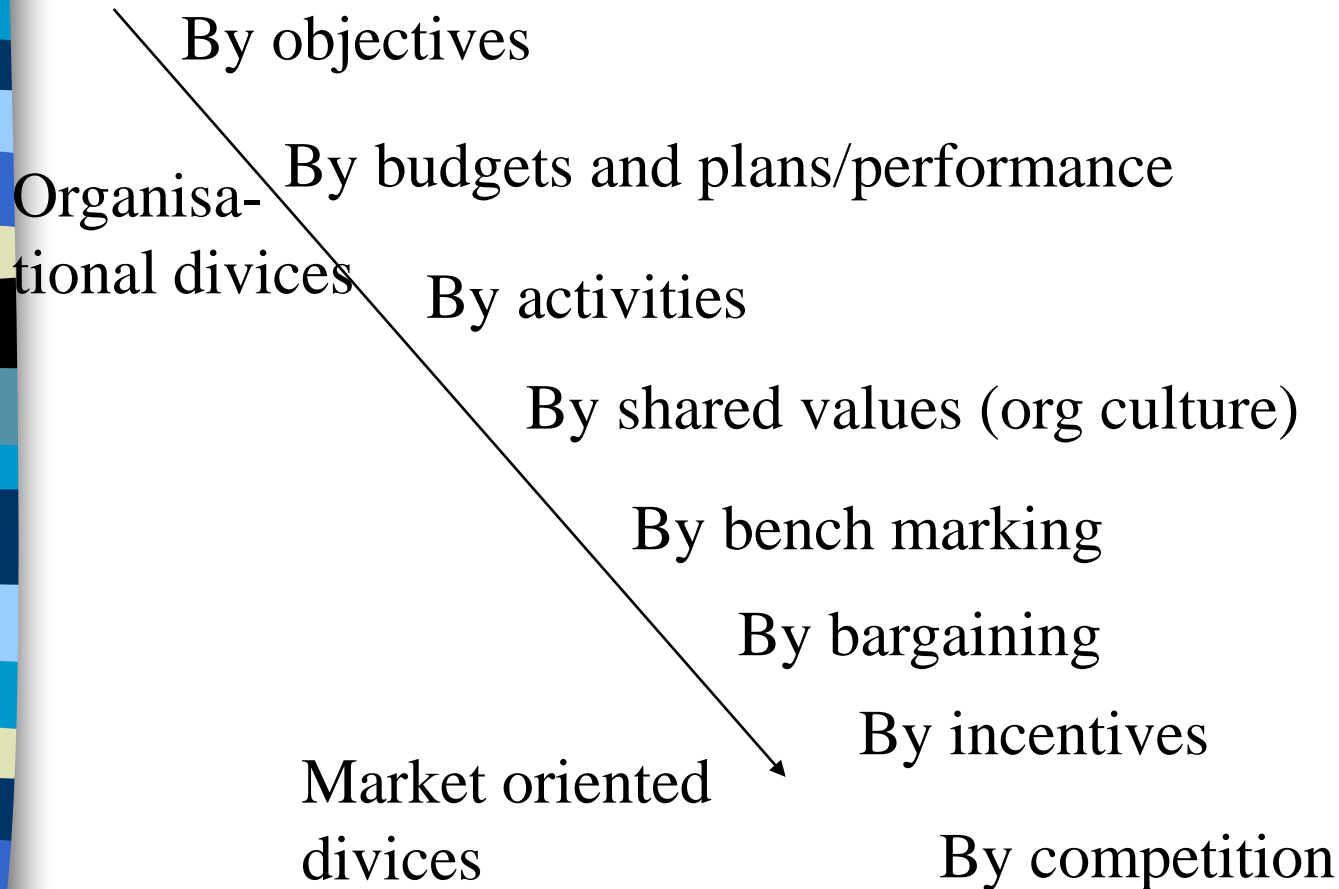 By objectives
By budgets and plans/performance
Organisa-
tional divices
By activities
By shared values (org culture)
By bench marking
By bargaining
By incentives
Market oriented
divices
By competition